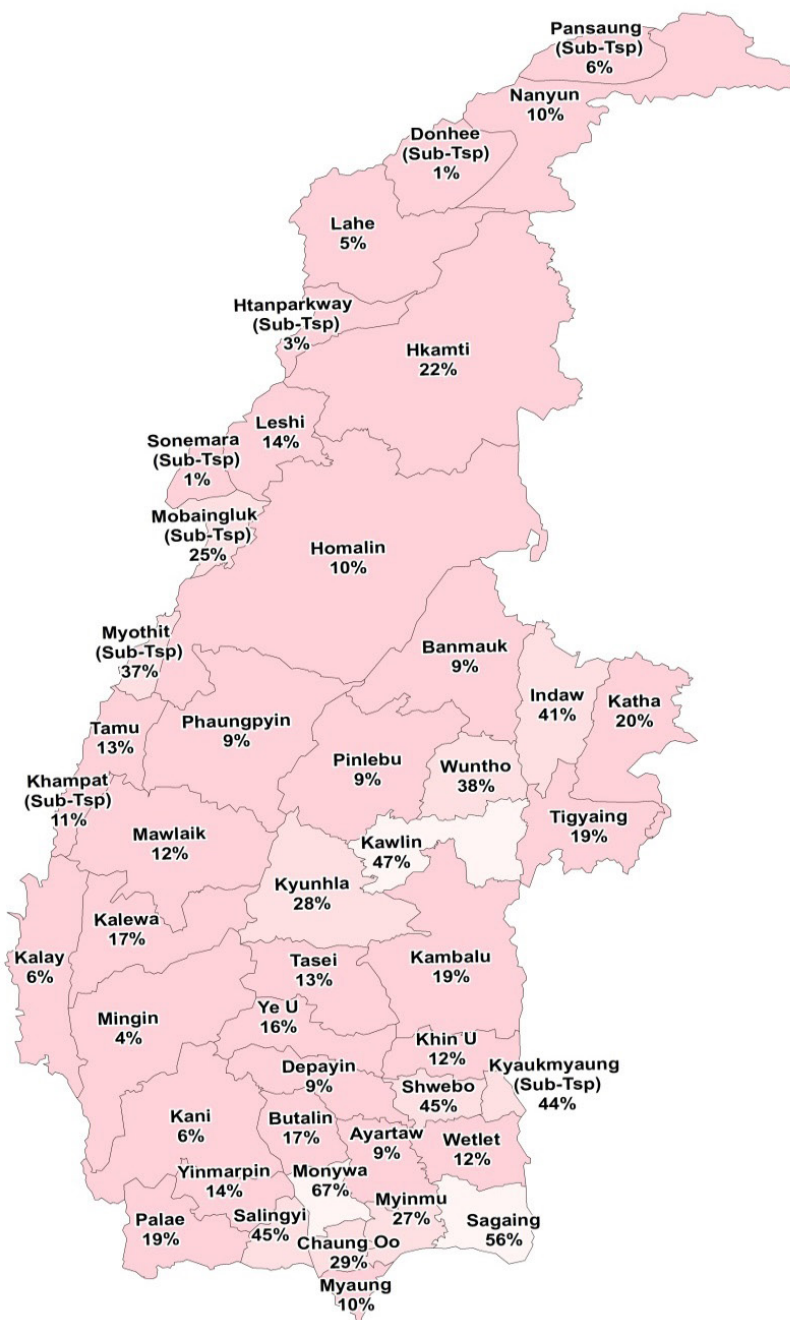 Pansaung
(Sub-Tsp)
6%
Nanyun
10%
Donhee
(Sub-Tsp)
1%
Lahe
5%
Htanparkway
(Sub-Tsp)
3%
Hkamti
22%
Leshi
14%
Sonemara
(Sub-Tsp)
1%
Mobaingluk
(Sub-Tsp)
25%
Homalin
10%
Myothit
(Sub-Tsp)
37%
Banmauk
9%
Indaw
41%
Katha
20%
Tamu
13%
Phaungpyin
9%
Pinlebu
9%
Wuntho
38%
Khampat
(Sub-Tsp)
11%
Mawlaik
12%
Kawlin
47%
Tigyaing
19%
Kyunhla
28%
Kalewa
17%
Kalay
6%
Tasei
13%
Kambalu
19%
Mingin
4%
Ye U
16%
Khin U
12%
Depayin
9%
Shwebo
45%
Kyaukmyaung
(Sub-Tsp)
44%
Kani
6%
Butalin
17%
Ayartaw
9%
Wetlet
12%
Yinmarpin
14%
Monywa
67%
Myinmu
27%
Sagaing
56%
Palae
19%
Salingyi
45%
Chaung Oo
29%
Myaung
10%